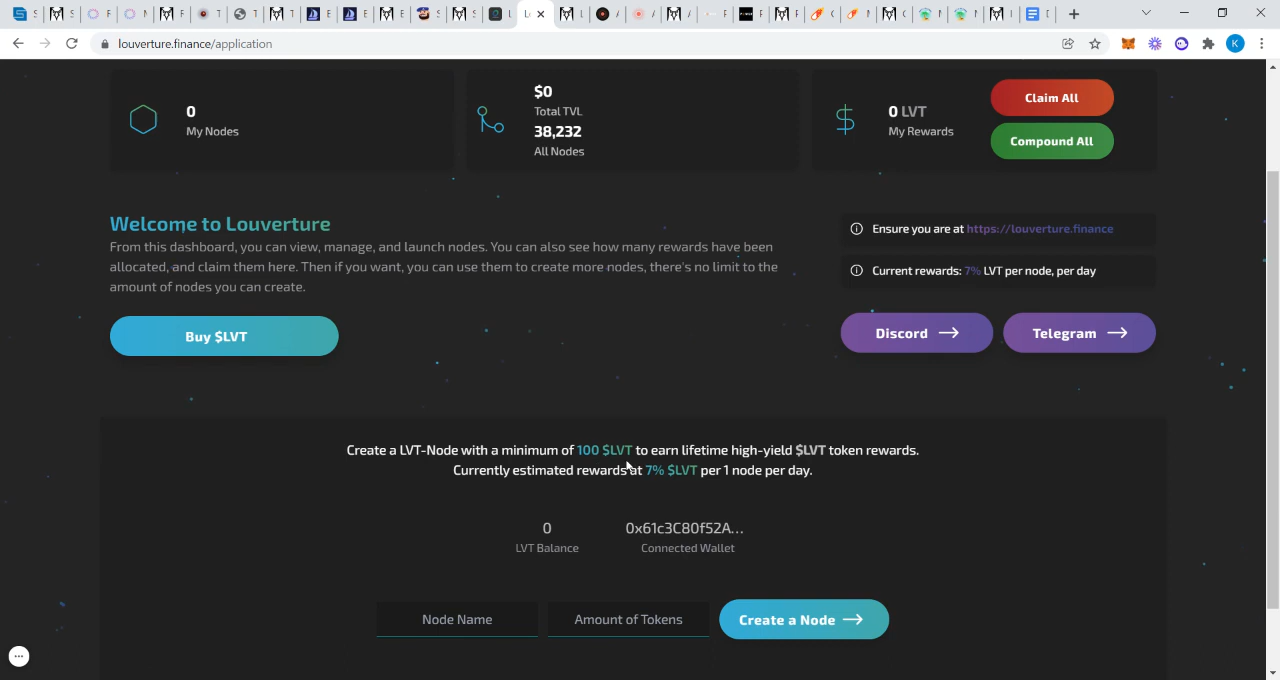 louverture.finance/application
K
0
My Nodes
$0
Total TVL
38,232
All Nodes
0 LVT
My Rewards
Claim All
Compound All
Welcome to Louverture
From this dashboard, you can view, manage, and launch nodes. You can also see how many rewards have been
allocated, and claim them here. Then if you want, you can use them to create more nodes, there's no limit to the
amount of nodes you can create.
Buy $LVT
Ensure you are at https://louverture.finance
Current rewards: 7% LVT per node, per day
Discord
Telegram
Create a LVT-Node with a minimum of 100 $LVT to earn lifetime high-yield $LVT token rewards.
Currently estimated rewards at 7% $LVT per 1 node per day.
0
LVT Balance
0x61c3C80f52A...
Connected Wallet
Node Name
Amount of Tokens
Create a Node